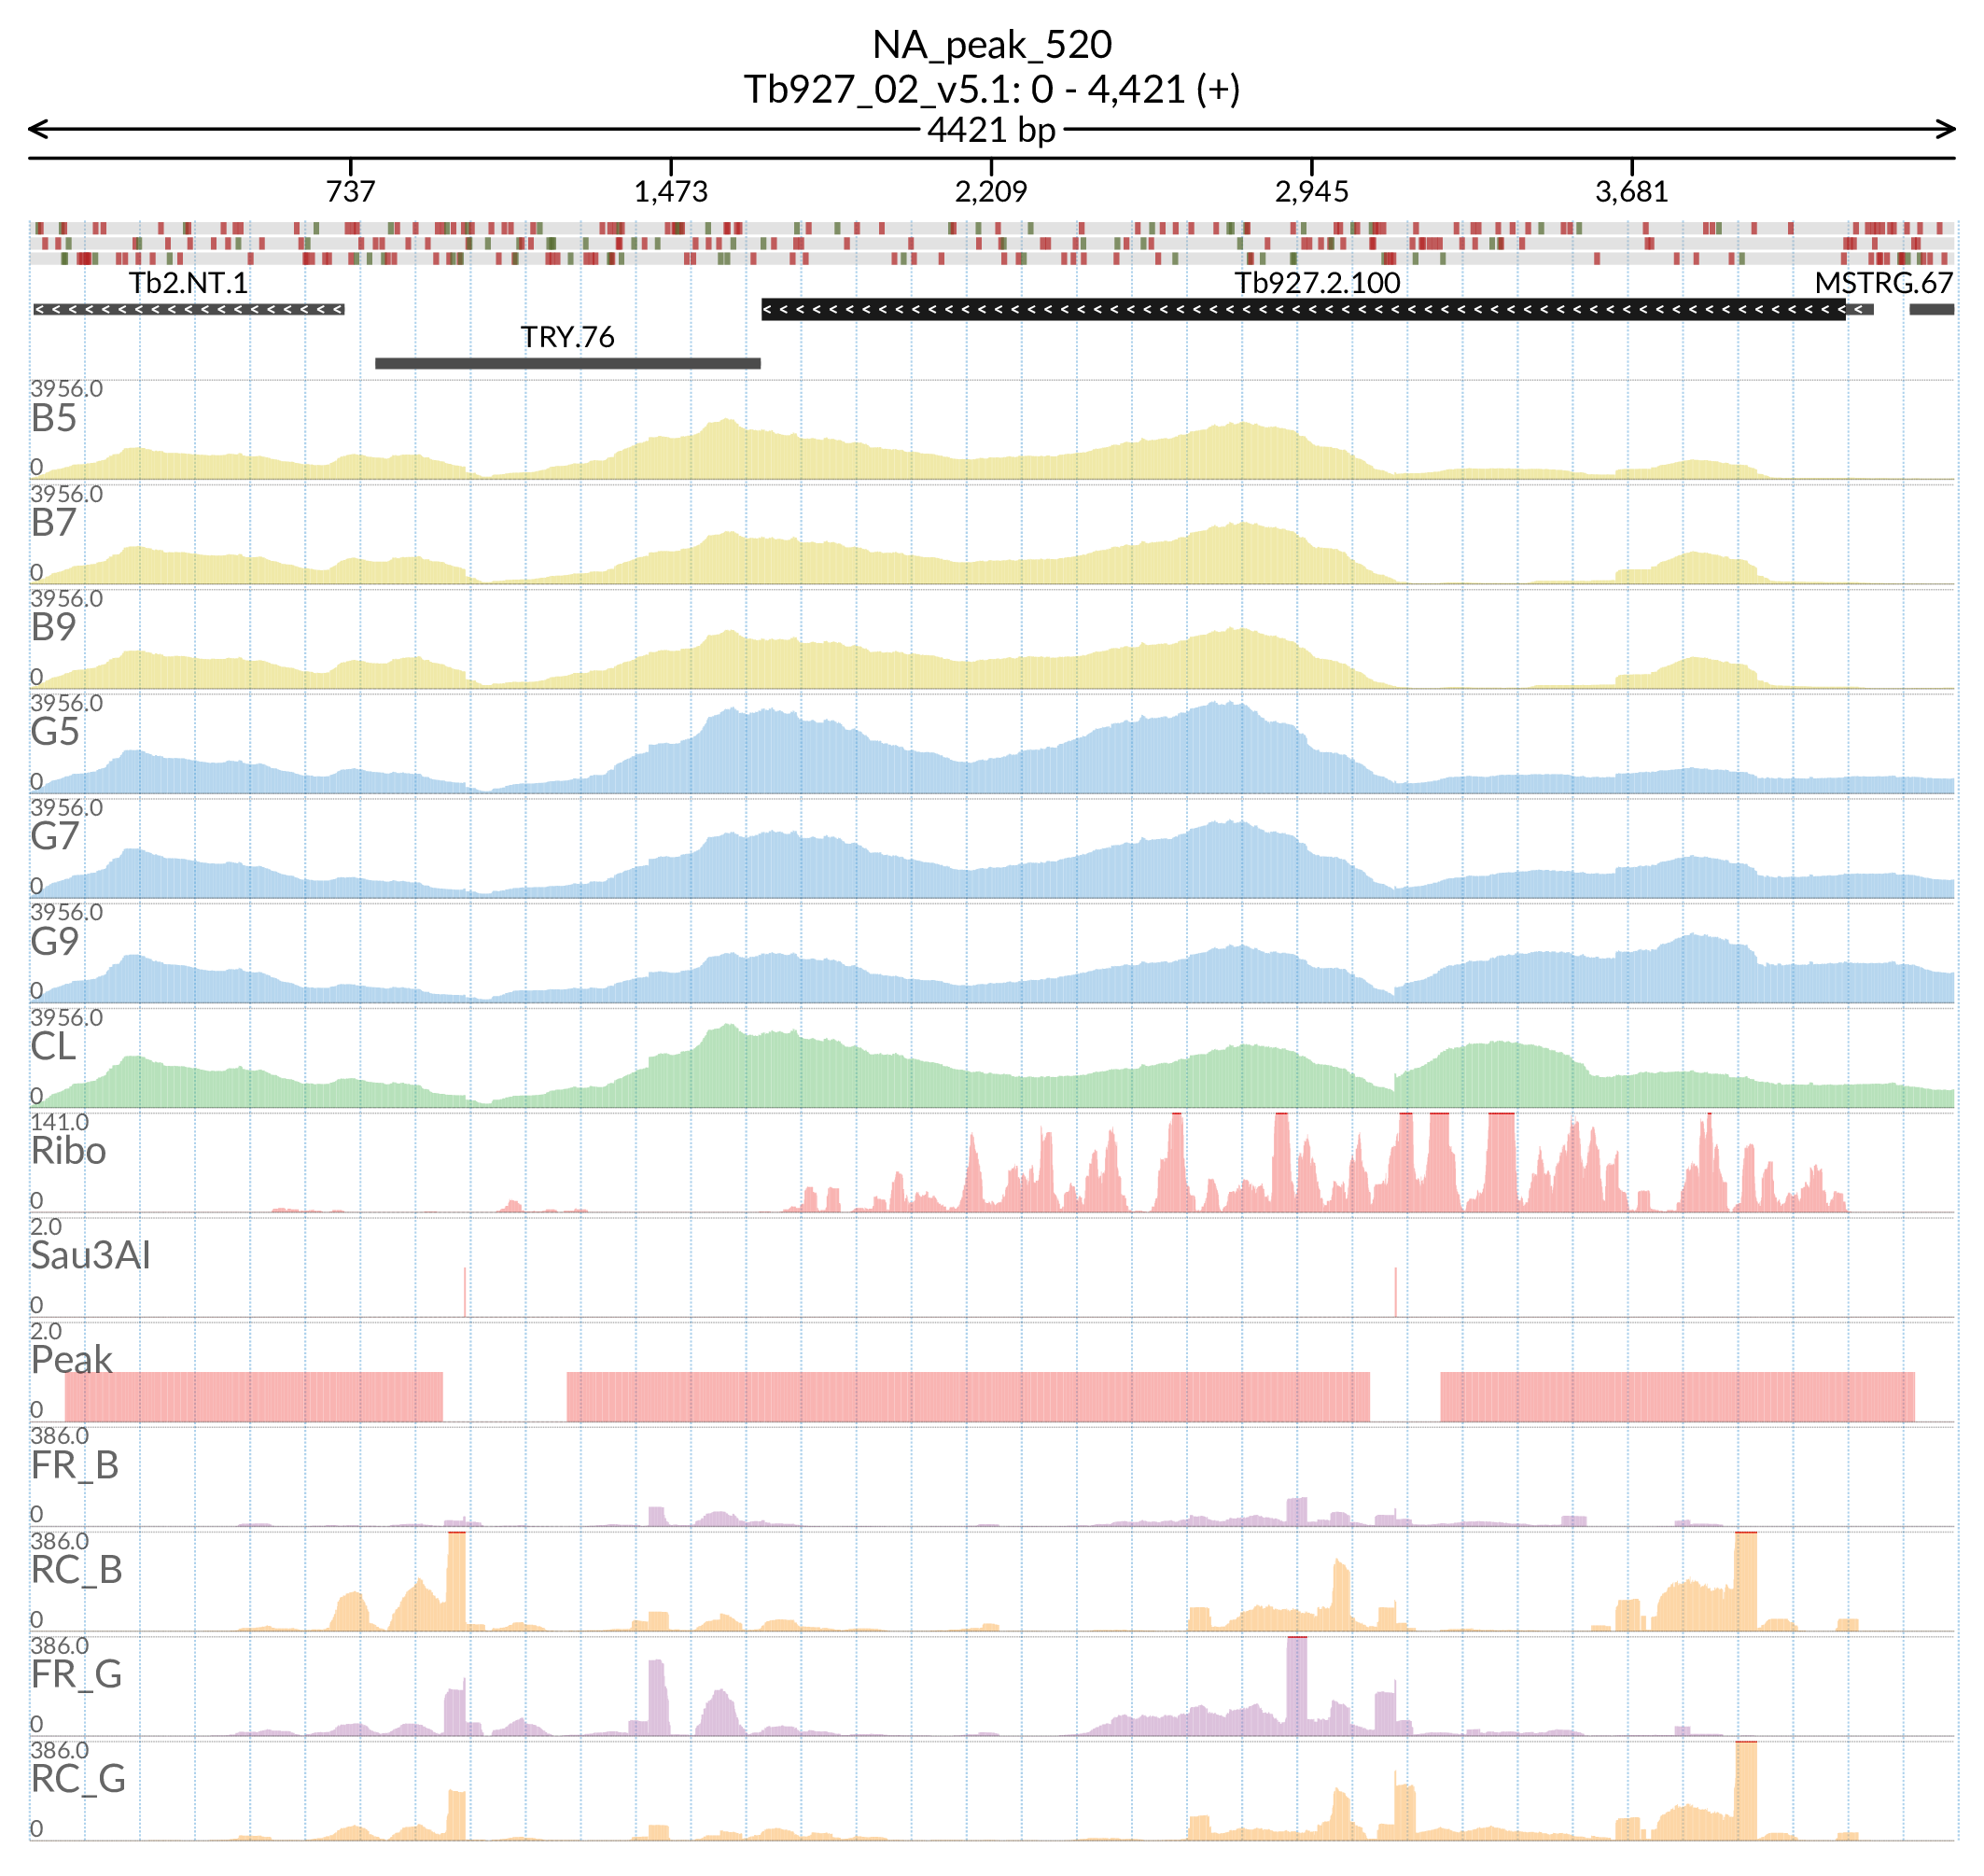 NA_peak_520
Tb927_02_v5.1: 0 - 4,421 (+)
4421 bp
737 1,473 2,209 2,945 3,681
Tb2.NT.1 Tb927.2.100 MSTRG.67
TRY.76
3956.0
B5
0
3956.0
B7
0
3956.0
B9
0
3956.0
G5
0
3956.0
G7
0
3956.0
G9
0
3956.0
CL
0
141.0
Ribo
0
2.0
Sau3AI
0
2.0
Peak
0
386.0
FR_B
0
386.0
RC_B
0
386.0
FR_G
0
386.0
RC_G
0